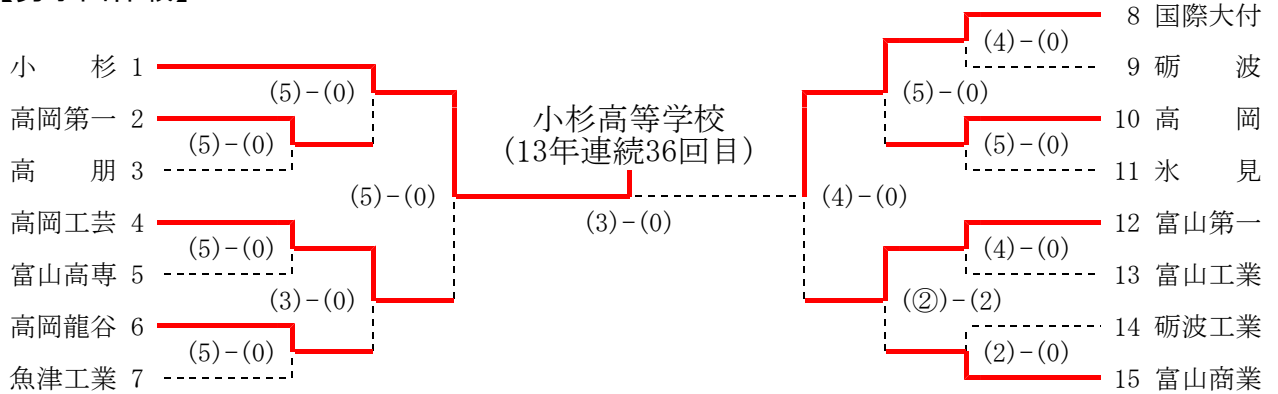 小　杉 1
高岡第一 2
高　朋 3
高岡工芸 4
富山高専 5
高岡龍谷 6
魚津工業 7
(5)-(0)
(5)-(0)
(5)-(0)
(5)-(0)
(3)-(0)
(5)-(0)
小杉高等学校
(13年連続36回目)
(3)-(0)
8 国際大付
9 砺　波
10 高　岡
11 氷　見
12 富山第一
13 富山工業
14 砺波工業
15 富山商業
(4)-(0)
(5)-(0)
(5)-(0)
(4)-(0)
(4)-(0)
(②)-(2)
(2)-(0)